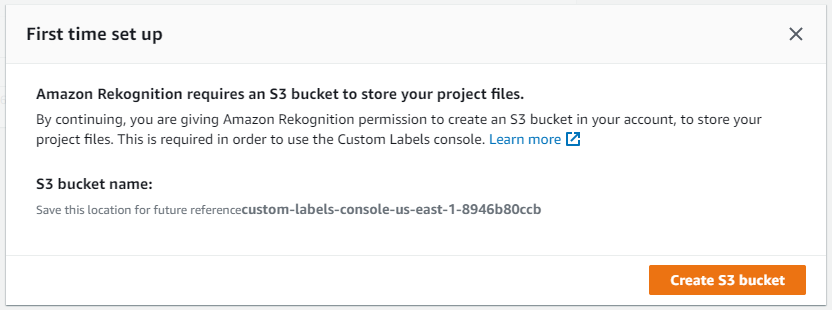 First time set up
Amazon Rekognition requires an S3 bucket to store your project files.
By continuing, you are giving Amazon Rekognition permission to create an S3 bucket in your account, to store your
project files. This is required in order to use the Custom Labels console. Learn more
S3 bucket name:
Save this location for future referencecustom-labels-console-us-east-1-8946b80ccb
Create S3 bucket